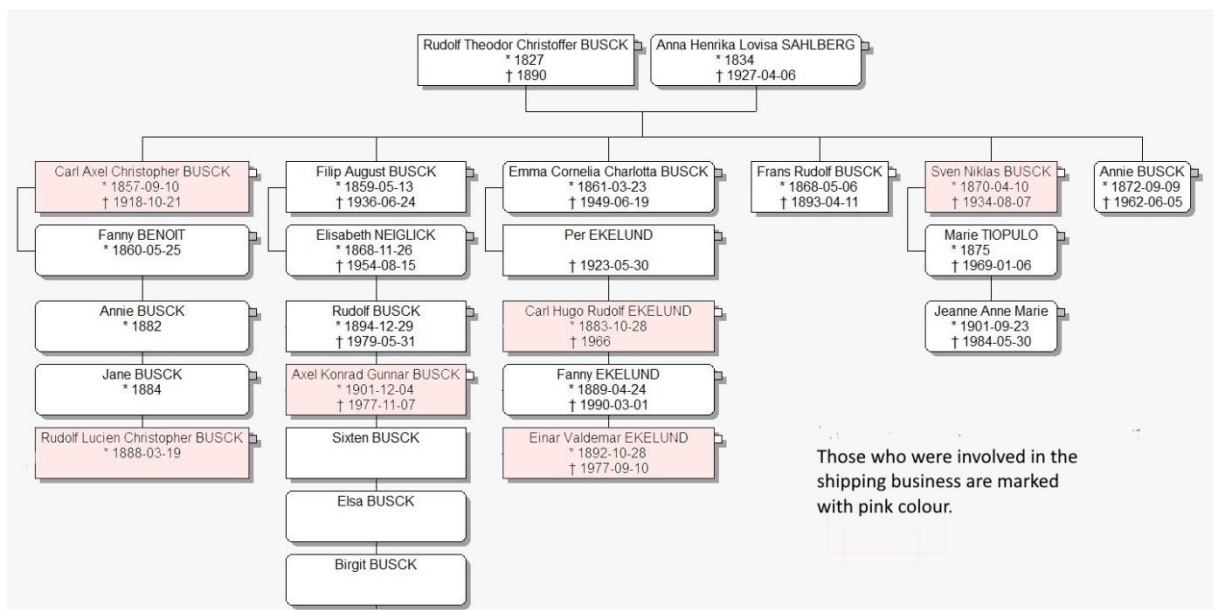 Rudolf Theodor Christoffer BUSCK
* 1827
† 1890
Anna Henrika Lovisa SAHLBERG
* 1834
† 1927-04-06
Carl Axel Christopher BUSCK
* 1857-09-10
† 1918-10-21
Filip August BUSCK
* 1859-05-13
† 1936-06-24
Emma Cornelia Charlotta BUSCK
* 1861-03-23
† 1949-06-19
Frans Rudolf BUSCK
* 1868-05-06
† 1893-04-11
Sven Niklas BUSCK
* 1870-04-10
† 1934-08-07
Annie BUSCK
* 1872-09-09
† 1962-06-05
Fanny BENOIT
* 1860-05-25
Elisabeth NEIGLICK
* 1868-11-26
† 1954-08-15
Per EKELUND
† 1923-05-30
Marie TIOPULO
* 1875
† 1969-01-06
Annie BUSCK
* 1882
Rudolf BUSCK
* 1894-12-29
† 1979-05-31
Carl Hugo Rudolf EKELUND
* 1883-10-28
† 1966
Jeanne Anne Marie
* 1901-09-23
† 1984-05-30
Jane BUSCK
* 1884
Axel Konrad Gunnar BUSCK
* 1901-12-04
† 1977-11-07
Fanny EKELUND
* 1889-04-24
† 1990-03-01
Rudolf Lucien Christopher BUSCK
* 1888-03-19
Sixten BUSCK
Einar Valdemar EKELUND
* 1892-10-28
† 1977-09-10
Elsa BUSCK
Birgit BUSCK
Those who were involved in the
shipping business are marked
with pink colour.